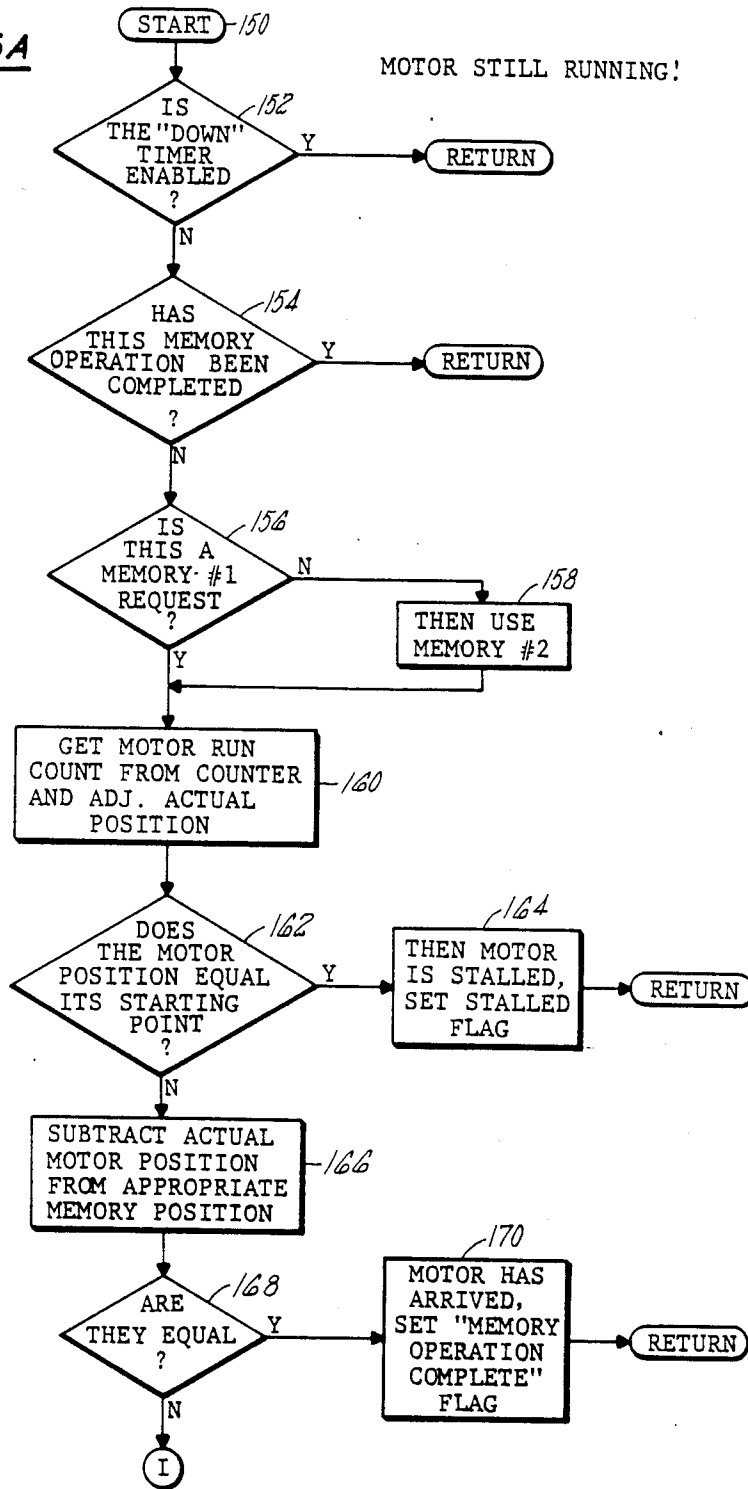 5A
START
150
MOTOR STILL RUNNING!
IS
THE "DOWN"
TIMER
ENABLED
?
152
Y
RETURN
N
HAS
THIS MEMORY
OPERATION BEEN
COMPLETED
?
154
Y
RETURN
N
IS
THIS A
MEMORY #1
REQUEST
?
156
N
158
THEN USE
MEMORY #2
Y
GET MOTOR RUN
COUNT FROM COUNTER
AND ADJ. ACTUAL
POSITION
160
DOES
THE MOTOR
POSITION EQUAL
ITS STARTING
POINT
?
162
Y
164
THEN MOTOR
IS STALLED,
SET STALLED
FLAG
RETURN
N
SUBTRACT ACTUAL
MOTOR POSITION
FROM APPROPRIATE
MEMORY POSITION
166
ARE
THEY EQUAL
?
168
Y
170
MOTOR HAS
ARRIVED,
SET "MEMORY
OPERATION
COMPLETE"
FLAG
RETURN
N
I